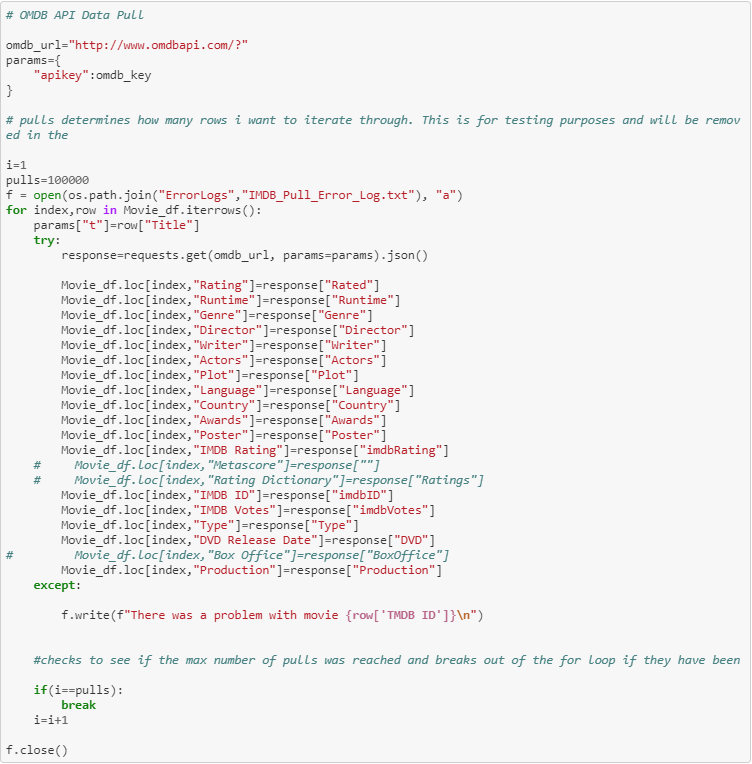 # OMDB API Data Pull

omdb_url="http://www.omdbapi.com/?"
params={
    "apikey":omdb_key
}

# pulls determines how many rows i want to iterate through. This is for testing purposes and will be remov
ed in the

i=1
pulls=100000
f = open(os.path.join("ErrorLogs","IMDB_Pull_Error_Log.txt"), "a")
for index,row in Movie_df.iterrows():
    params["t"]=row["Title"]
    try:
        response=requests.get(omdb_url, params=params).json()

        Movie_df.loc[index,"Rating"]=response["Rated"]
        Movie_df.loc[index,"Runtime"]=response["Runtime"]
        Movie_df.loc[index,"Genre"]=response["Genre"]
        Movie_df.loc[index,"Director"]=response["Director"]
        Movie_df.loc[index,"Writer"]=response["Writer"]
        Movie_df.loc[index,"Actors"]=response["Actors"]
        Movie_df.loc[index,"Plot"]=response["Plot"]
        Movie_df.loc[index,"Language"]=response["Language"]
        Movie_df.loc[index,"Country"]=response["Country"]
        Movie_df.loc[index,"Awards"]=response["Awards"]
        Movie_df.loc[index,"Poster"]=response["Poster"]
        Movie_df.loc[index,"IMDB Rating"]=response["imdbRating"]
    #     Movie_df.loc[index,"Metascore"]=response[""]
    #     Movie_df.loc[index,"Rating Dictionary"]=response["Ratings"]
        Movie_df.loc[index,"IMDB ID"]=response["imdbID"]
        Movie_df.loc[index,"IMDB Votes"]=response["imdbVotes"]
        Movie_df.loc[index,"Type"]=response["Type"]
        Movie_df.loc[index,"DVD Release Date"]=response["DVD"]
#         Movie_df.loc[index,"Box Office"]=response["BoxOffice"]
        Movie_df.loc[index,"Production"]=response["Production"]
    except:

        f.write(f"There was a problem with movie {row['TMDB ID']}\n")


    #checks to see if the max number of pulls was reached and breaks out of the for loop if they have been

    if(i==pulls):
        break
    i=i+1

f.close()